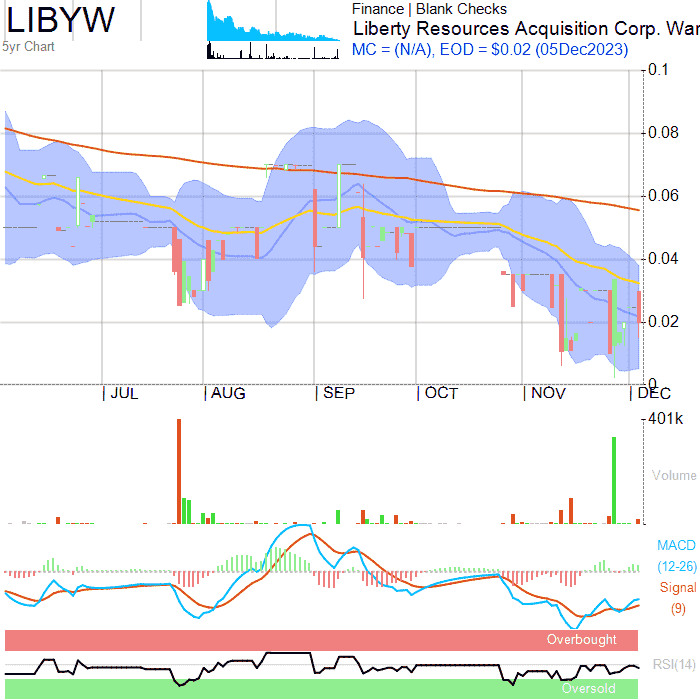 LIBYW
5yr Chart
Finance | Blank Checks
Liberty Resources Acquisition Corp. War
MC = (N/A), EOD = $0.02 (05Dec2023)
0.1
0.08
0.06
0.04
0.02
0
JUL AUG SEP OCT NOV DEC
401k
Volume
MACD
(12-26)
Signal
(9)
Overbought
RSI(14)
Oversold